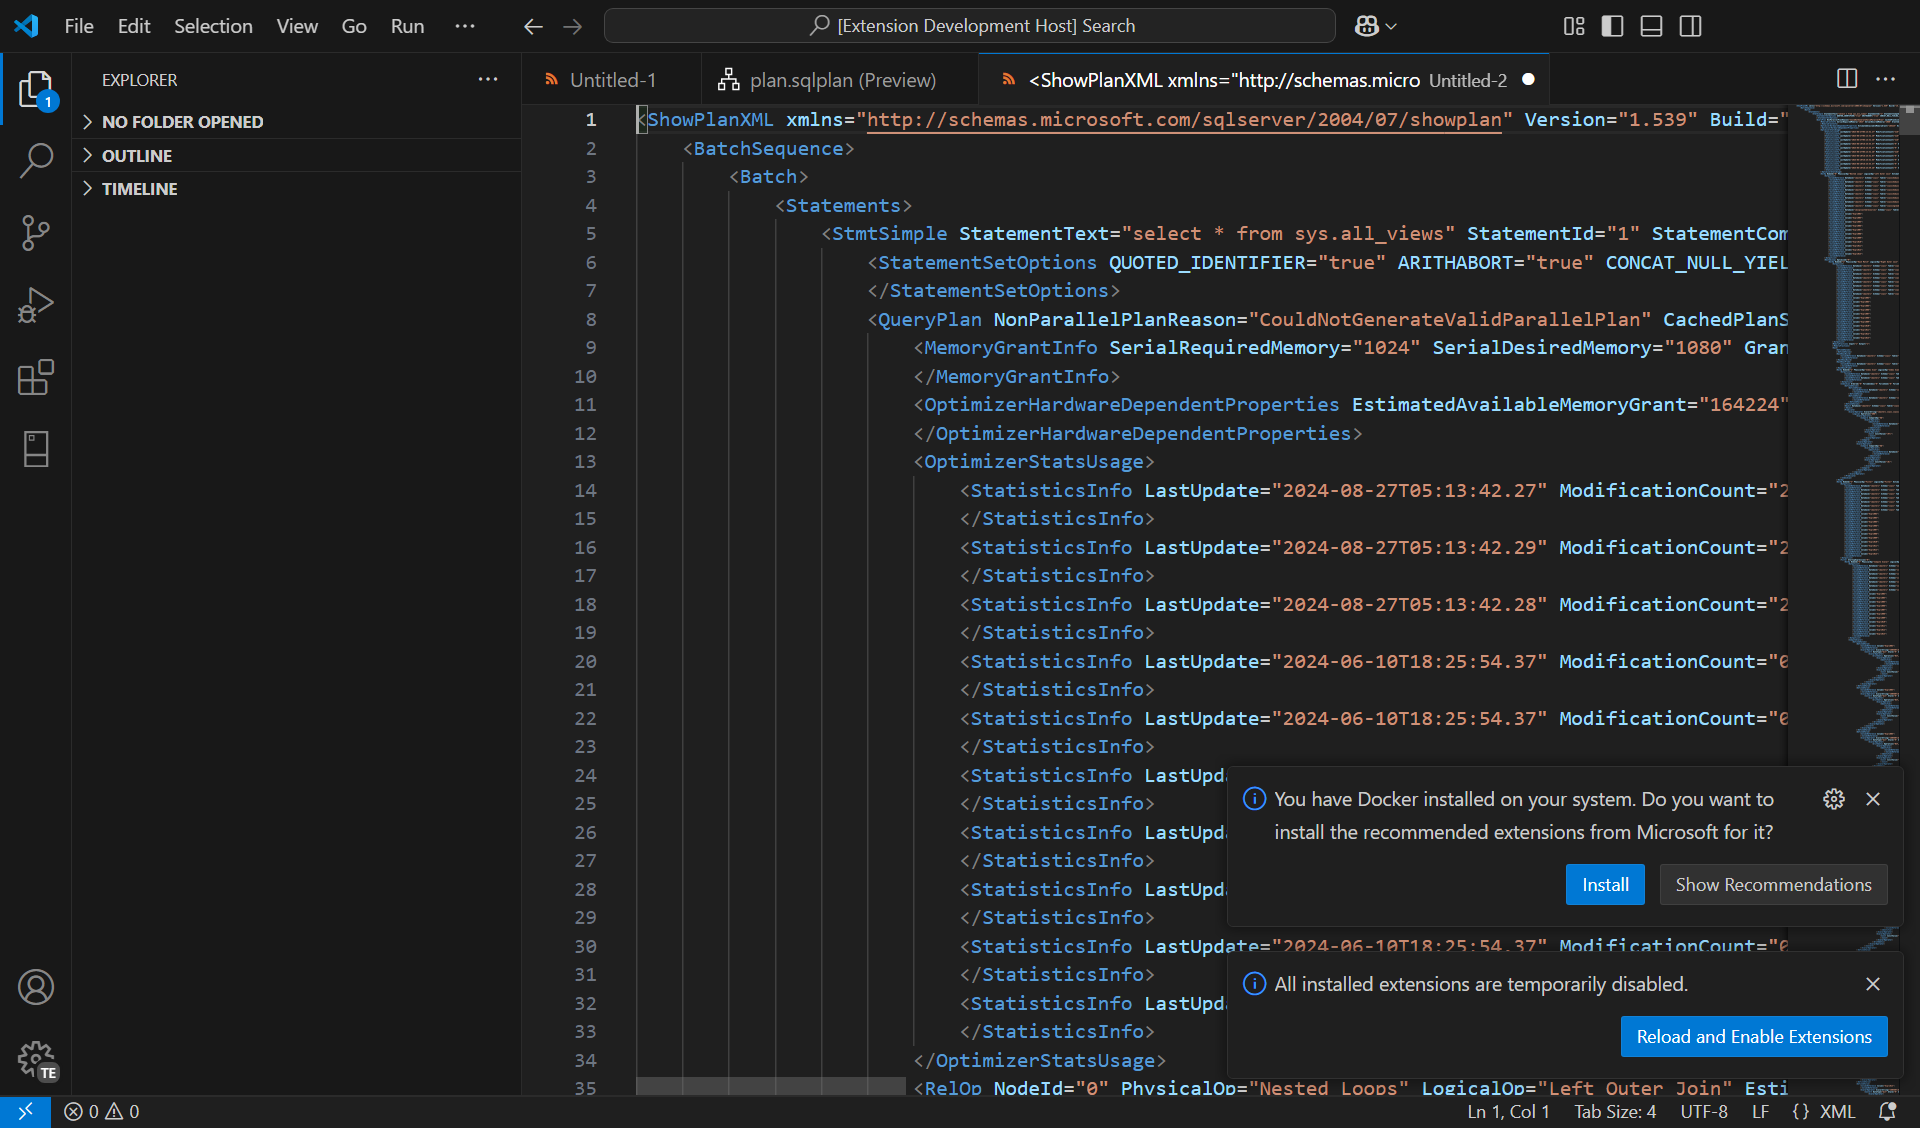 File Edit Selection View Go Run ···
[Extension Development Host] Search
EXPLORER
1
NO FOLDER OPENED
OUTLINE
TIMELINE
TE
Untitled-1
plan.sqlplan (Preview)
<ShowPlanXML xmlns="http://schemas.micro Untitled-2
1 <ShowPlanXML xmlns="http://schemas.microsoft.com/sqlserver/2004/07/showplan" Version="1.539" Build="
2 <BatchSequence>
3 <Batch>
4 <Statements>
5 <StmtSimple StatementText="select * from sys.all_views" StatementId="1" StatementCom
6 <StatementSetOptions QUOTED_IDENTIFIER="true" ARITHABORT="true" CONCAT_NULL_YIEL
7 </StatementSetOptions>
8 <QueryPlan NonParallelPlanReason="CouldNotGenerateValidParallelPlan" CachedPlanS
9 <MemoryGrantInfo SerialRequiredMemory="1024" SerialDesiredMemory="1080" Gran
10 </MemoryGrantInfo>
11 <OptimizerHardwareDependentProperties EstimatedAvailableMemoryGrant="164224"
12 </OptimizerHardwareDependentProperties>
13 <OptimizerStatsUsage>
14 <StatisticsInfo LastUpdate="2024-08-27T05:13:42.27" ModificationCount="2
15 </StatisticsInfo>
16 <StatisticsInfo LastUpdate="2024-08-27T05:13:42.29" ModificationCount="2
17 </StatisticsInfo>
18 <StatisticsInfo LastUpdate="2024-08-27T05:13:42.28" ModificationCount="2
19 </StatisticsInfo>
20 <StatisticsInfo LastUpdate="2024-06-10T18:25:54.37" ModificationCount="0
21 </StatisticsInfo>
22 <StatisticsInfo LastUpdate="2024-06-10T18:25:54.37" ModificationCount="0
23 </StatisticsInfo>
24 <StatisticsInfo LastUpd
25 </StatisticsInfo>
26 <StatisticsInfo LastUpd
27 </StatisticsInfo>
28 <StatisticsInfo LastUpd
29 </StatisticsInfo>
30 <StatisticsInfo LastUpdate="2024-06-10T18:25:54.37" ModificationCount="0
31 </StatisticsInfo>
32 <StatisticsInfo LastUpd
33 </StatisticsInfo>
34 </OptimizerStatsUsage>
35 <RelOp NodeId="0" PhysicalOp="Nested Loops" LogicalOp="Left Outer Join" Esti
You have Docker installed on your system. Do you want to
install the recommended extensions from Microsoft for it?
Install
Show Recommendations
All installed extensions are temporarily disabled.
Reload and Enable Extensions
0 0
Ln 1, Col 1 Tab Size: 4 UTF-8 LF {} XML